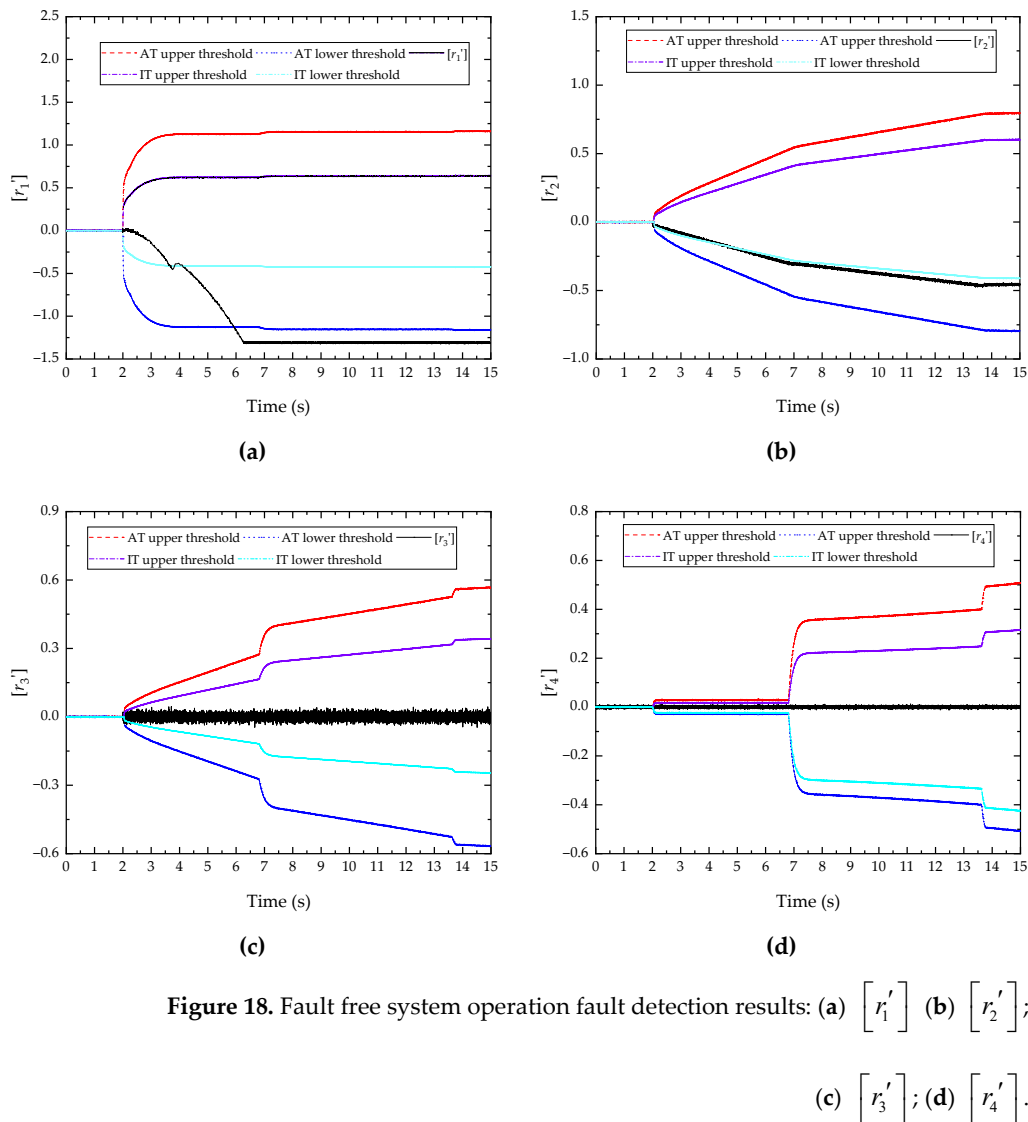 2.5
2.0
1.5
1.0
0.5
0.0
−0.5
−1.0
−1.5
[r1']
AT upper threshold AT lower threshold [r1']
IT upper threshold IT lower threshold
0 1 2 3 4 5 6 7 8 9 10 11 12 13 14 15
Time (s)
(a)
1.5
1.0
0.5
0.0
−0.5
−1.0
[r2']
AT upper threshold AT upper threshold [r2']
IT upper threshold IT lower threshold
0 1 2 3 4 5 6 7 8 9 10 11 12 13 14 15
Time (s)
(b)
0.9
0.6
0.3
0.0
−0.3
−0.6
[r3']
AT upper threshold AT lower threshold [r3']
IT upper threshold IT lower threshold
0 1 2 3 4 5 6 7 8 9 10 11 12 13 14 15
Time (s)
(c)
0.8
0.6
0.4
0.2
0.0
−0.2
−0.4
−0.6
[r4']
AT upper threshold AT upper threshold [r4']
IT upper threshold IT lower threshold
0 1 2 3 4 5 6 7 8 9 10 11 12 13 14 15
Time (s)
(d)
Figure 18. Fault free system operation fault detection results: (a) [r1′] (b) [r2′];
(c) [r3′]; (d) [r4′].